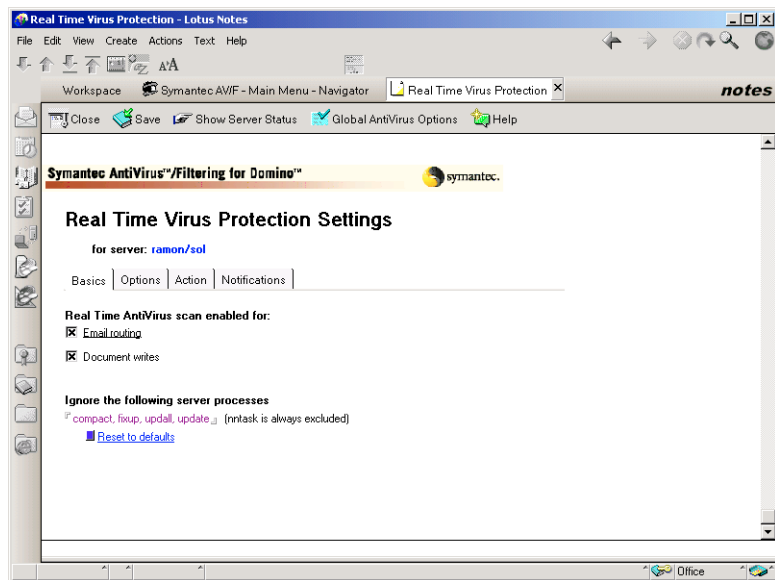 Real Time Virus Protection - Lotus Notes
File Edit View Create Actions Text Help
Workspace Symantec AV/F - Main Menu - Navigator Real Time Virus Protection notes
Close Save Show Server Status Global AntiVirus Options Help
Symantec AntiVirus™/Filtering for Domino™ symantec.
Real Time Virus Protection Settings
for server: ramon/sol
Basics Options Action Notifications
Real Time AntiVirus scan enabled for:
Email routing
Document writes
Ignore the following server processes
compact, fixup, updall, update (nntask is always excluded)
Reset to defaults
Office